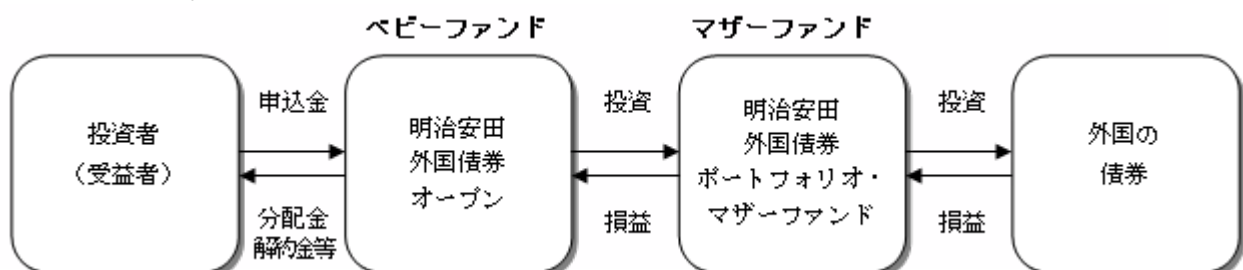 ベビーファンド
マザーファンド
投資者
（受益者）
申込金
分配金
解約金等
明治安田
外国債券
オープン
投資
損益
明治安田
外国債券
ポートフォリオ・
マザーファンド
投資
損益
外国の
債券